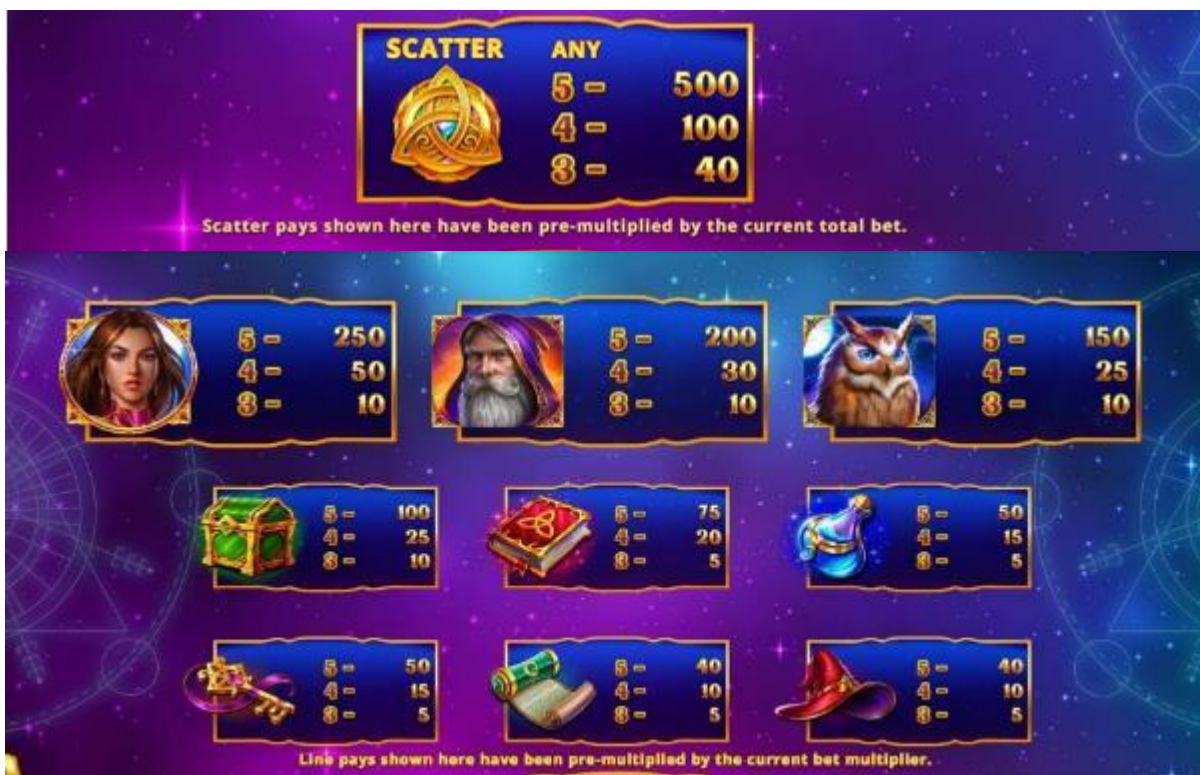 SCATTER ANY
5 - 500
4 - 100
3 - 40
Scatter pays shown here have been pre-multiplied by the current total bet.
5 - 250
4 - 50
3 - 10
5 - 200
4 - 30
3 - 10
5 - 150
4 - 25
3 - 10
5 - 100
4 - 25
3 - 10
5 - 75
4 - 20
3 - 5
5 - 50
4 - 15
3 - 5
5 - 50
4 - 15
3 - 5
5 - 40
4 - 10
3 - 5
5 - 40
4 - 10
3 - 5
Line pays shown here have been pre-multiplied by the current bet multiplier.